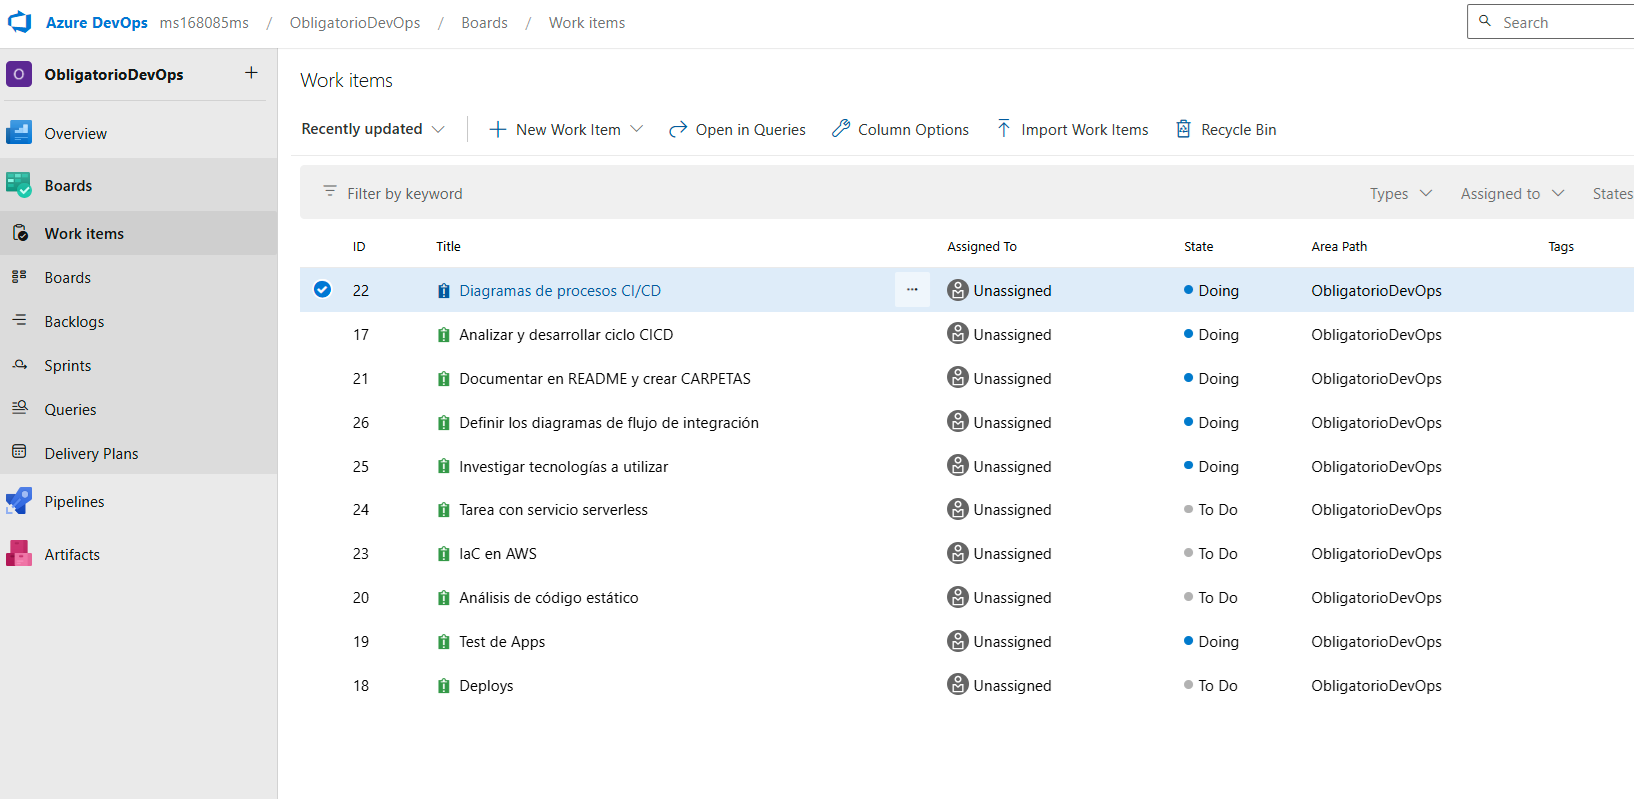 Azure DevOps ms168085ms / ObligatorioDevOps / Boards / Work items
Search
O ObligatorioDevOps +
Overview
Boards
Work items
Boards
Backlogs
Sprints
Queries
Delivery Plans
Pipelines
Artifacts
Work items
Recently updated New Work Item Open in Queries Column Options Import Work Items Recycle Bin
Filter by keyword Types Assigned to States
ID Title Assigned To State Area Path Tags
22 Diagramas de procesos CI/CD ... Unassigned Doing ObligatorioDevOps
17 Analizar y desarrollar ciclo CICD Unassigned Doing ObligatorioDevOps
21 Documentar en README y crear CARPETAS Unassigned Doing ObligatorioDevOps
26 Definir los diagramas de flujo de integración Unassigned Doing ObligatorioDevOps
25 Investigar tecnologías a utilizar Unassigned Doing ObligatorioDevOps
24 Tarea con servicio serverless Unassigned To Do ObligatorioDevOps
23 IaC en AWS Unassigned To Do ObligatorioDevOps
20 Análisis de código estático Unassigned To Do ObligatorioDevOps
19 Test de Apps Unassigned Doing ObligatorioDevOps
18 Deploys Unassigned To Do ObligatorioDevOps